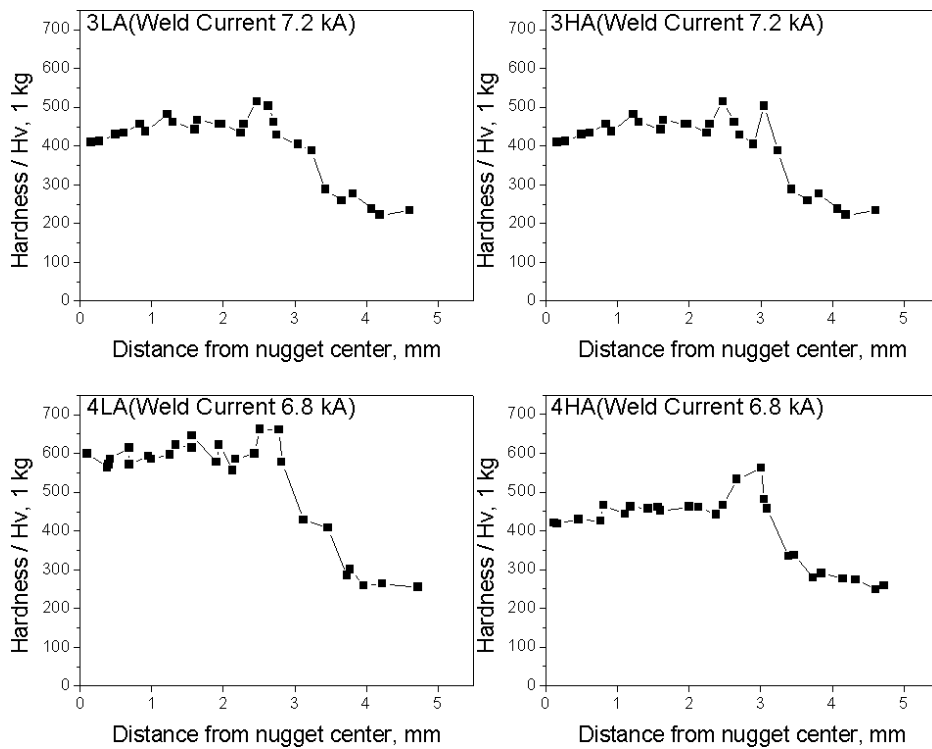 3LA(Weld Current 7.2 kA)
700
600
500
400
300
200
100
0
0 1 2 3 4 5
Hardness / Hv, 1 kg
Distance from nugget center, mm
3HA(Weld Current 7.2 kA)
700
600
500
400
300
200
100
0
0 1 2 3 4 5
Hardness / Hv, 1 kg
Distance from nugget center, mm
4LA(Weld Current 6.8 kA)
700
600
500
400
300
200
100
0
0 1 2 3 4 5
Hardness / Hv, 1 kg
Distance from nugget center, mm
4HA(Weld Current 6.8 kA)
700
600
500
400
300
200
100
0
0 1 2 3 4 5
Hardness / Hv, 1 kg
Distance from nugget center, mm